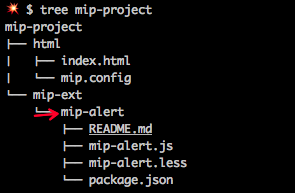 $ tree mip-project
mip-project
├── html
│   ├── index.html
│   └── mip.config
└── mip-ext
    └── mip-alert
        ├── README.md
        ├── mip-alert.js
        ├── mip-alert.less
        └── package.json